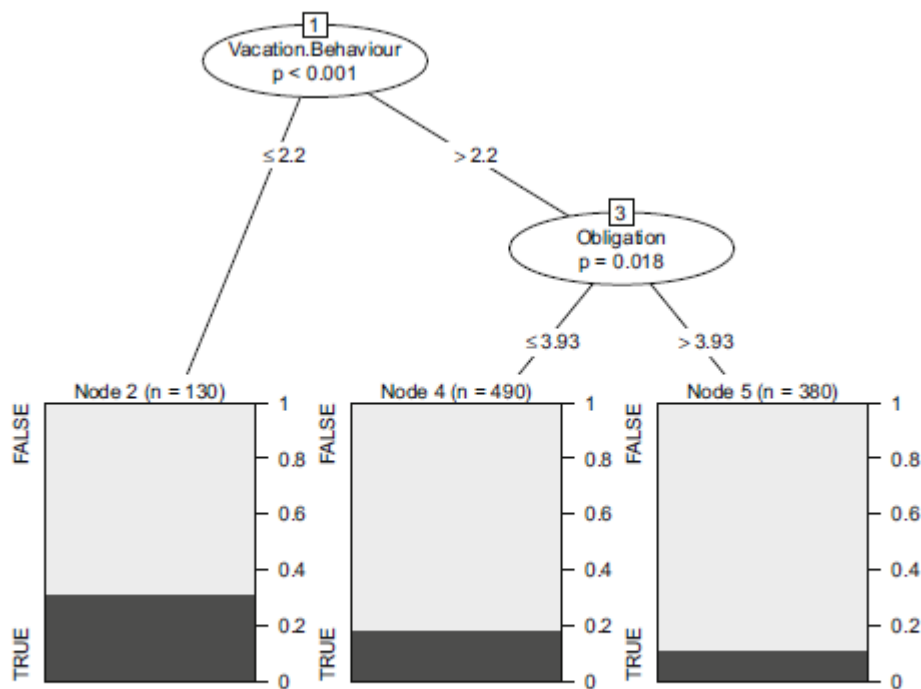 1
Vacation.Behaviour
p < 0.001
≤ 2.2
> 2.2
3
Obligation
p = 0.018
≤ 3.93
> 3.93
Node 2 (n = 130)
FALSE
TRUE
1
0.8
0.6
0.4
0.2
0
Node 4 (n = 490)
FALSE
TRUE
1
0.8
0.6
0.4
0.2
0
Node 5 (n = 380)
FALSE
TRUE
1
0.8
0.6
0.4
0.2
0